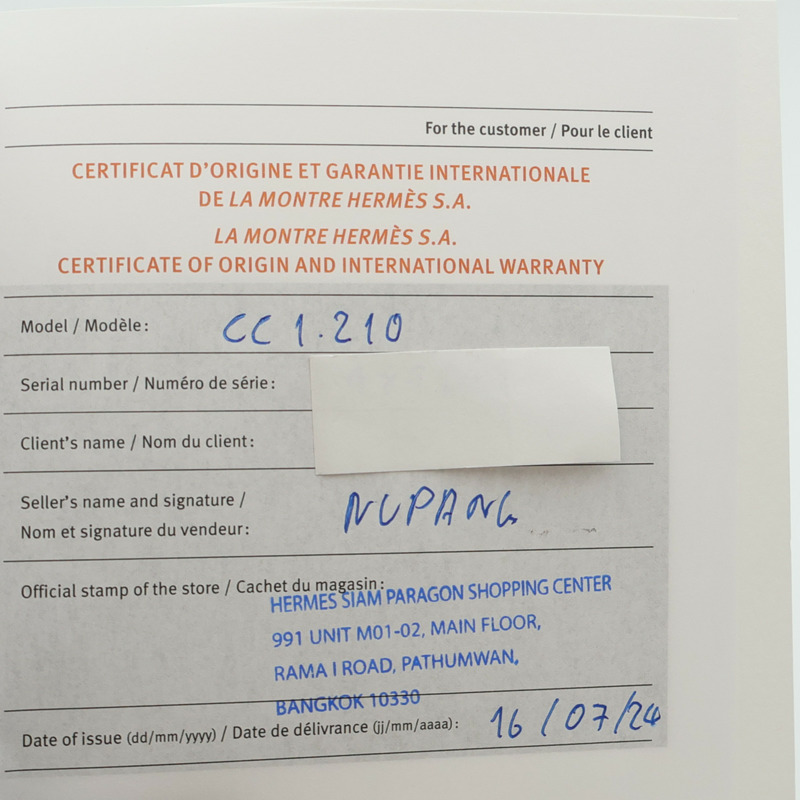 For the customer / Pour le client
CERTIFICAT D'ORIGINE ET GARANTIE INTERNATIONALE
DE LA MONTRE HERMÈS S.A.
LA MONTRE HERMÈS S.A.
CERTIFICATE OF ORIGIN AND INTERNATIONAL WARRANTY
Model / Modèle: CC 1.210
Serial number / Numéro de série:
Client's name / Nom du client:
Seller's name and signature /
Nom et signature du vendeur: NUPANG
Official stamp of the store / Cachet du magasin:
HERMES SIAM PARAGON SHOPPING CENTER
991 UNIT M01-02, MAIN FLOOR,
RAMA I ROAD, PATHUMWAN,
BANGKOK 10330
Date of issue (dd/mm/yyyy) / Date de délivrance (jj/mm/aaaa): 16/07/24